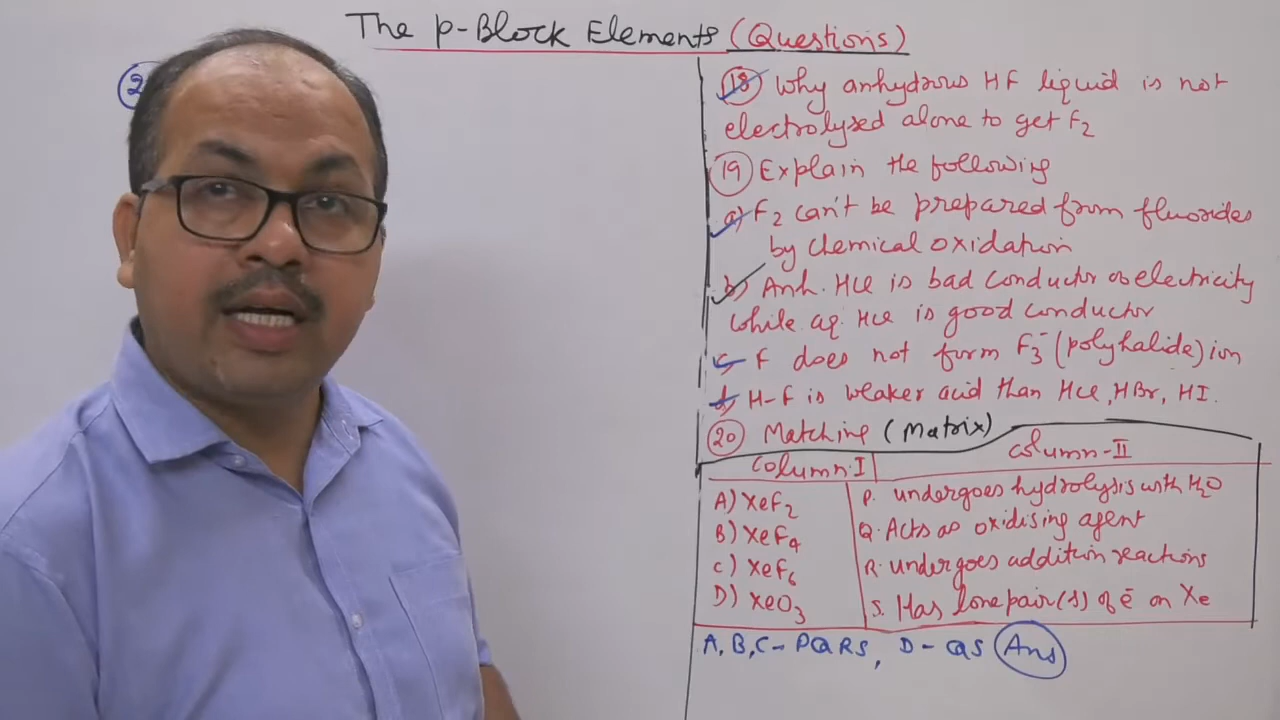 The p-Block Elements (Questions)
2
18 Why anhydrous HF liquid is not
electrolyzed alone to get F2
19 Explain the following
a) F2 can't be prepared from fluorides
by chemical oxidation
b) Anh. HCl is bad conductor of electricity
while aq. HCl is good conductor
c) F does not form F3⁻ (polyhalide) ion
d) H-F is weaker acid than HCl, HBr, HI.
20 Matching (Matrix)
Column-I Column-II
A) XeF2 P. undergoes hydrolysis with H2O
B) XeF4 Q. Acts as oxidising agent
C) XeF6 R. undergoes addition reactions
D) XeO3 S. Has lone pair(s) of ē on Xe
A, B, C - PQRS, D - QS Ans